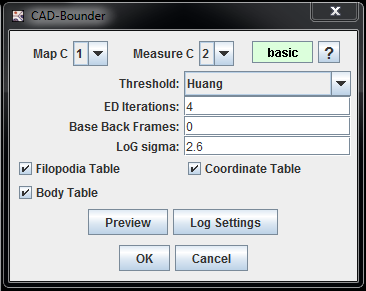 CAD-Bounder
Map C 1 Measure C 2 basic ?
Threshold: Huang
ED Iterations: 4
Base Back Frames: 0
LoG sigma: 2.6
Filopodia Table Coordinate Table
Body Table
Preview Log Settings
OK Cancel